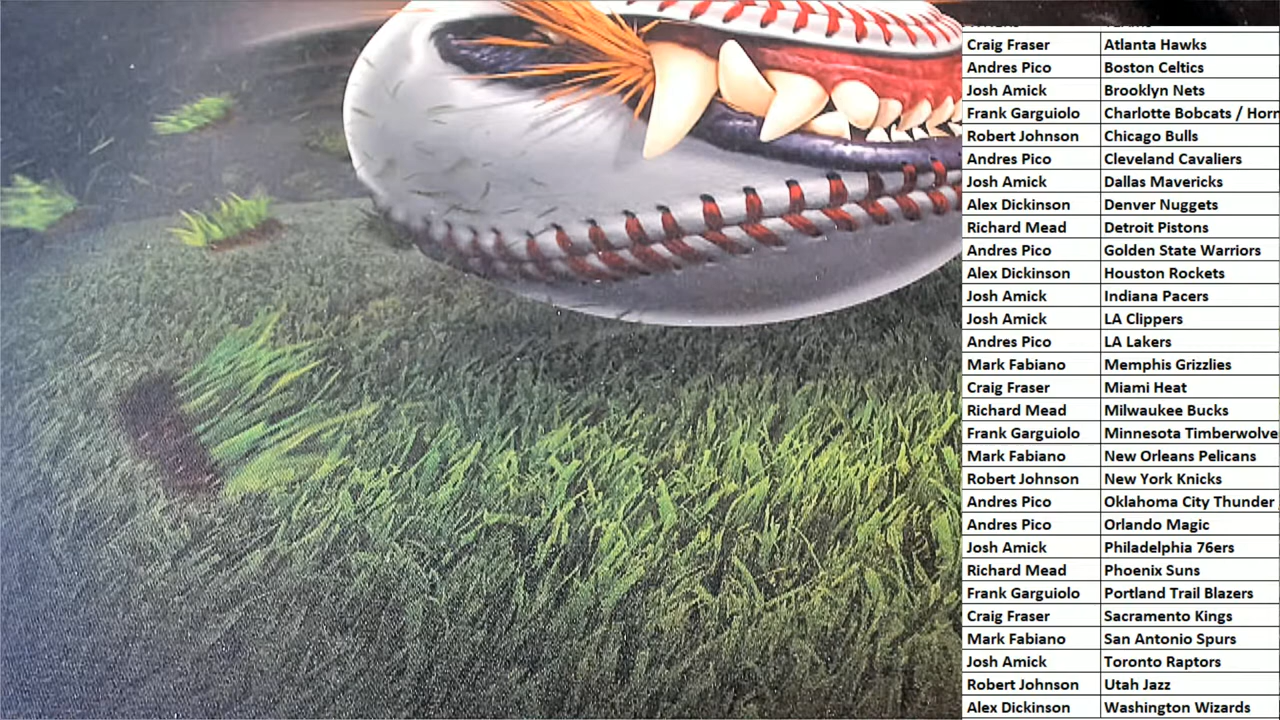 Craig Fraser Atlanta Hawks
Andres Pico Boston Celtics
Josh Amick Brooklyn Nets
Frank Garguiolo Charlotte Bobcats / Horn
Robert Johnson Chicago Bulls
Andres Pico Cleveland Cavaliers
Josh Amick Dallas Mavericks
Alex Dickinson Denver Nuggets
Richard Mead Detroit Pistons
Andres Pico Golden State Warriors
Alex Dickinson Houston Rockets
Josh Amick Indiana Pacers
Josh Amick LA Clippers
Andres Pico LA Lakers
Mark Fabiano Memphis Grizzlies
Craig Fraser Miami Heat
Richard Mead Milwaukee Bucks
Frank Garguiolo Minnesota Timberwolve
Mark Fabiano New Orleans Pelicans
Robert Johnson New York Knicks
Andres Pico Oklahoma City Thunder
Andres Pico Orlando Magic
Josh Amick Philadelphia 76ers
Richard Mead Phoenix Suns
Frank Garguiolo Portland Trail Blazers
Craig Fraser Sacramento Kings
Mark Fabiano San Antonio Spurs
Josh Amick Toronto Raptors
Robert Johnson Utah Jazz
Alex Dickinson Washington Wizards